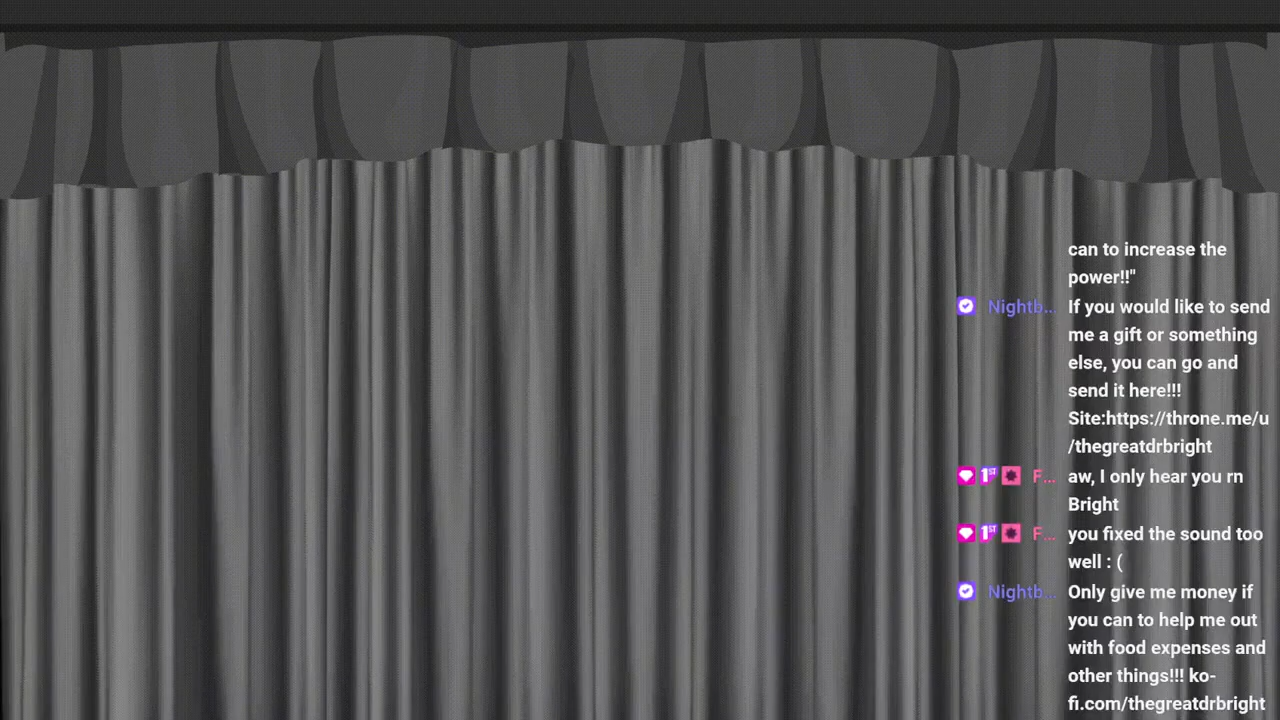 can to increase the
power!!"
Nightb... If you would like to send
me a gift or something
else, you can go and
send it here!!!
Site:https://throne.me/u
/thegreatdrbright
1ST F... aw, I only hear you rn
Bright
1ST F... you fixed the sound too
well : (
Nightb... Only give me money if
you can to help me out
with food expenses and
other things!!! ko-
fi.com/thegreatdrbright